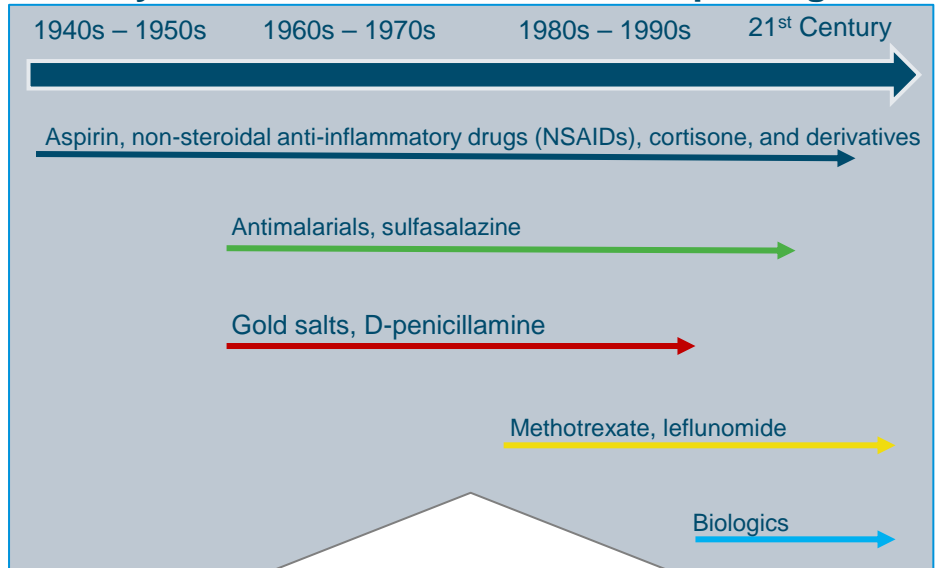 1940s – 1950s 1960s – 1970s 1980s – 1990s 21st Century
Aspirin, non-steroidal anti-inflammatory drugs (NSAIDs), cortisone, and derivatives
Antimalarials, sulfasalazine
Gold salts, D-penicillamine
Methotrexate, leflunomide
Biologics